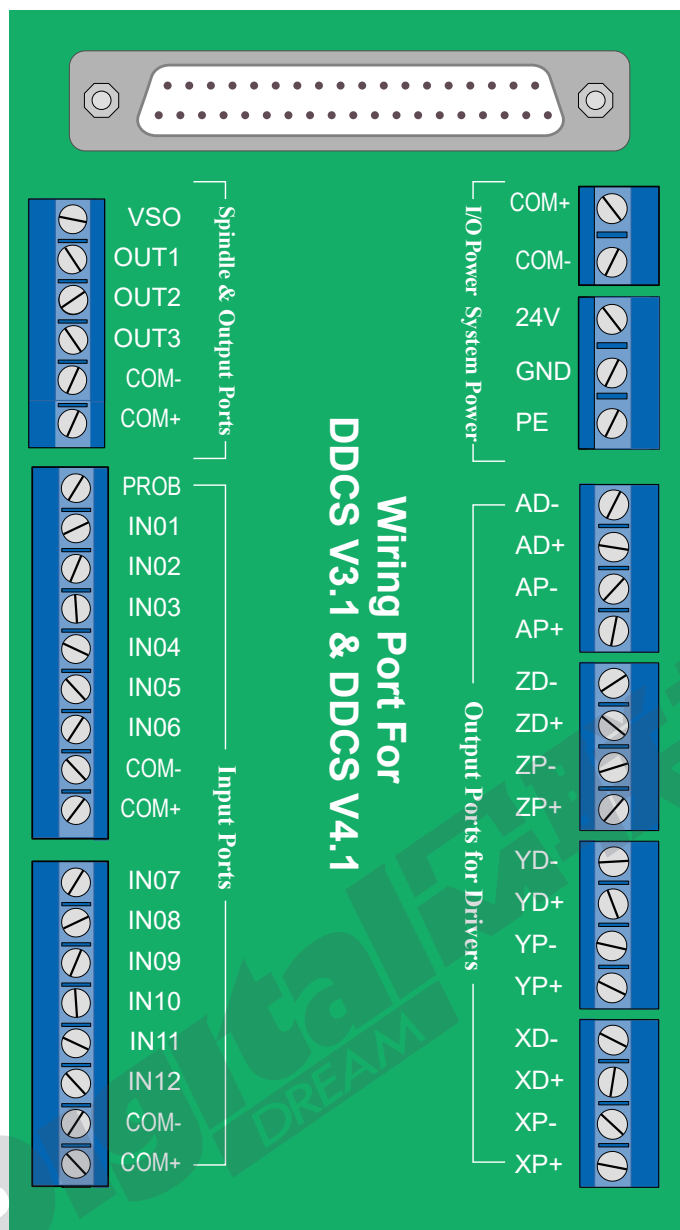 VSO
OUT1
OUT2
OUT3
COM-
COM+
Spindle & Output Ports
PROB
IN01
IN02
IN03
IN04
IN05
IN06
COM-
COM+
IN07
IN08
IN09
IN10
IN11
IN12
COM-
COM+
Input Ports
Wiring Port For
DDCS V3.1 & DDCS V4.1
I/O Power System Power
COM+
COM-
24V
GND
PE
Output Ports for Drivers
AD-
AD+
AP-
AP+
ZD-
ZD+
ZP-
ZP+
YD-
YD+
YP-
YP+
XD-
XD+
XP-
XP+
Digital
DREAM